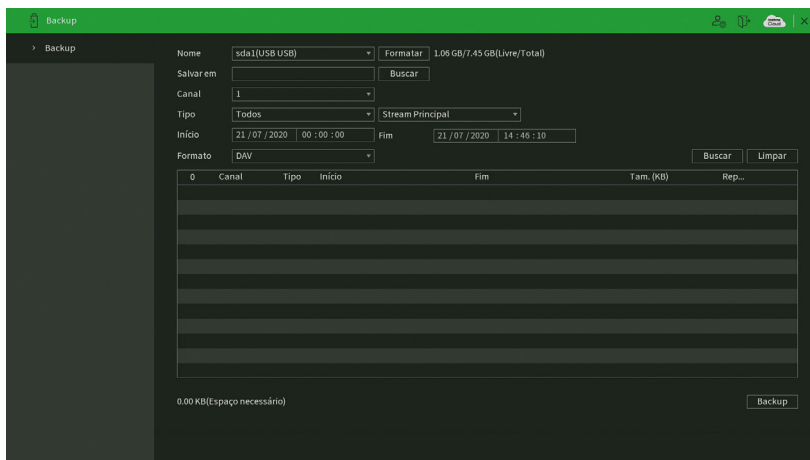 Backup
Cloud
Backup
Nome sda1(USB USB) Formatar 1.06 GB/7.45 GB(Livre/Total)
Salvar em Buscar
Canal 1
Tipo Todos Stream Principal
Início 21 / 07 / 2020 00 : 00 : 00 Fim 21 / 07 / 2020 14 : 46 : 10
Formato DAV Buscar Limpar
0 Canal Tipo Início Fim Tam. (KB) Rep...
0.00 KB(Espaço necessário) Backup